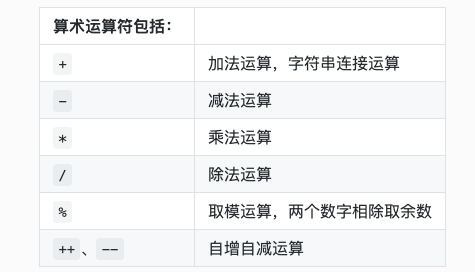 算术运算符包括：
+ 加法运算，字符串连接运算
- 减法运算
* 乘法运算
/ 除法运算
% 取模运算，两个数字相除取余数
++、-- 自增自减运算